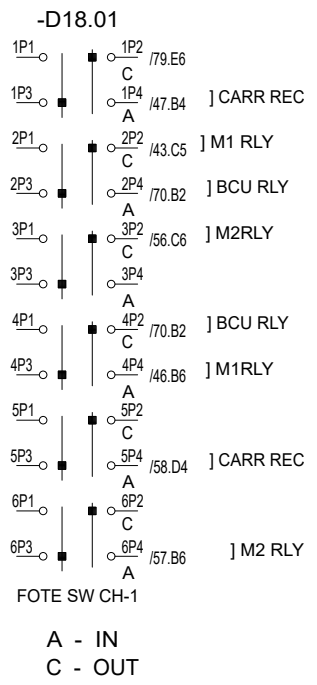 -D18.01
1P1 1P2 /79.E6
C
1P3 1P4 /47.B4 ] CARR REC
A
2P1 2P2 /43.C5 ] M1 RLY
C
2P3 2P4 /70.B2 ] BCU RLY
A
3P1 3P2 /56.C6 ] M2RLY
C
3P3 3P4
A
4P1 4P2 /70.B2 ] BCU RLY
C
4P3 4P4 /46.B6 ] M1RLY
A
5P1 5P2
C
5P3 5P4 /58.D4 ] CARR REC
A
6P1 6P2
C
6P3 6P4 /57.B6 ] M2 RLY
A
FOTE SW CH-1
A - IN
C - OUT